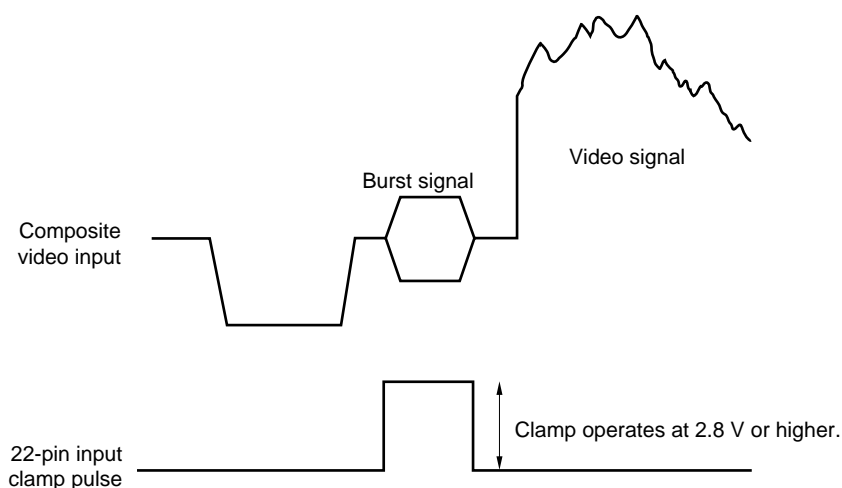 Video signal
Burst signal
Composite
video input
Clamp operates at 2.8 V or higher.
22-pin input
clamp pulse